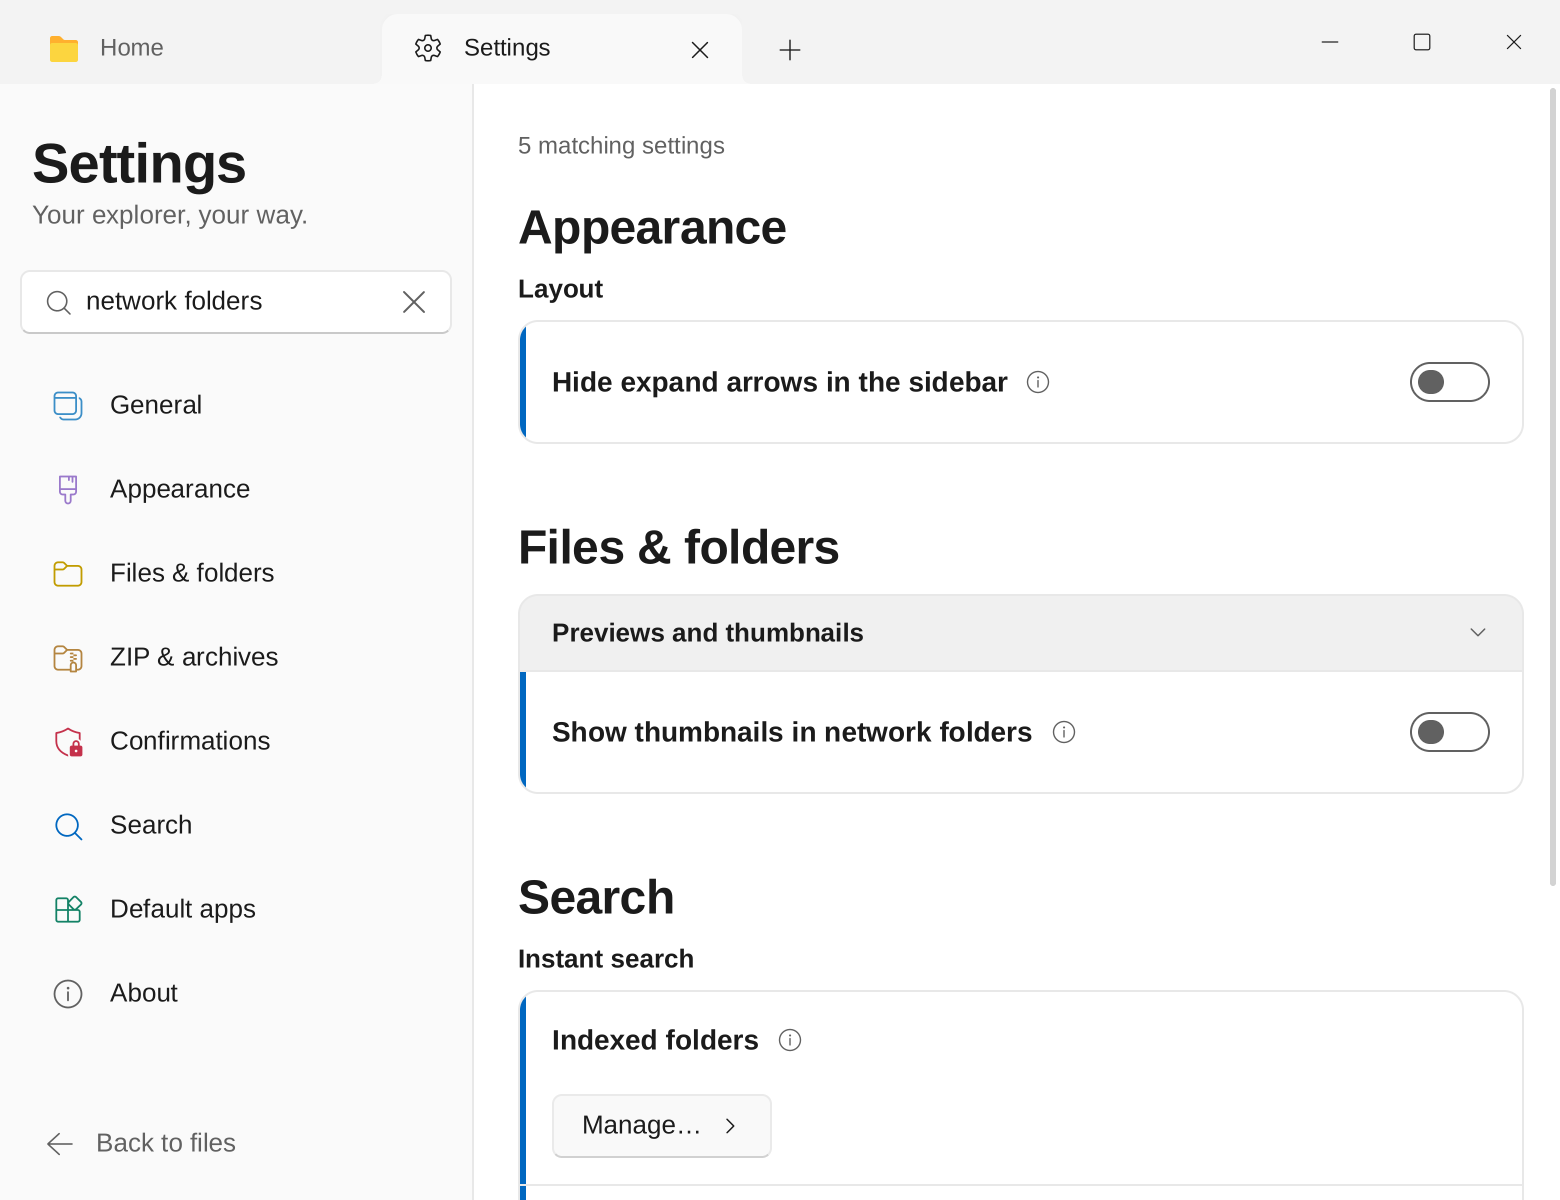 Home
Settings
Settings
Your explorer, your way.
network folders
General
Appearance
Files & folders
ZIP & archives
Confirmations
Search
Default apps
About
Back to files
5 matching settings
Appearance
Layout
Hide expand arrows in the sidebar
Files & folders
Previews and thumbnails
Show thumbnails in network folders
Search
Instant search
Indexed folders
Manage…